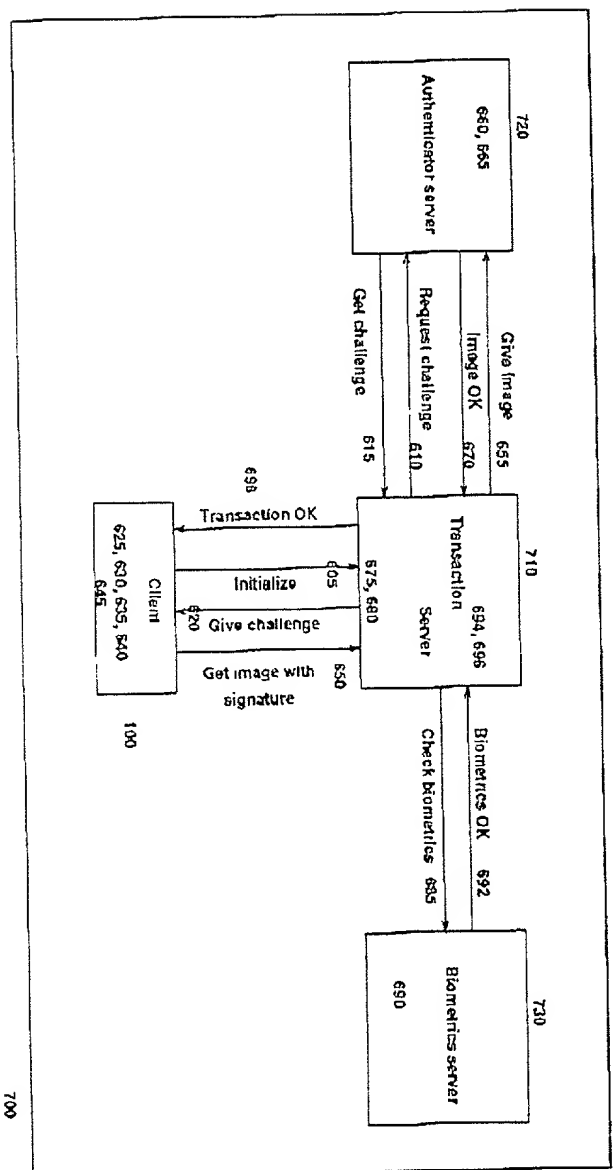 720
660, 665
Authenticator server
Give image 655
Image OK 670
Request challenge 610
Get challenge 615
710
694, 696
Transaction
Server
675, 680
Biometrics OK 692
Check biometrics 685
730
Biometrics server
690
698
Transaction OK
605
Initialize
620
Give challenge
650
Get image with
signature
Client
625, 630, 635, 640
645
100
700